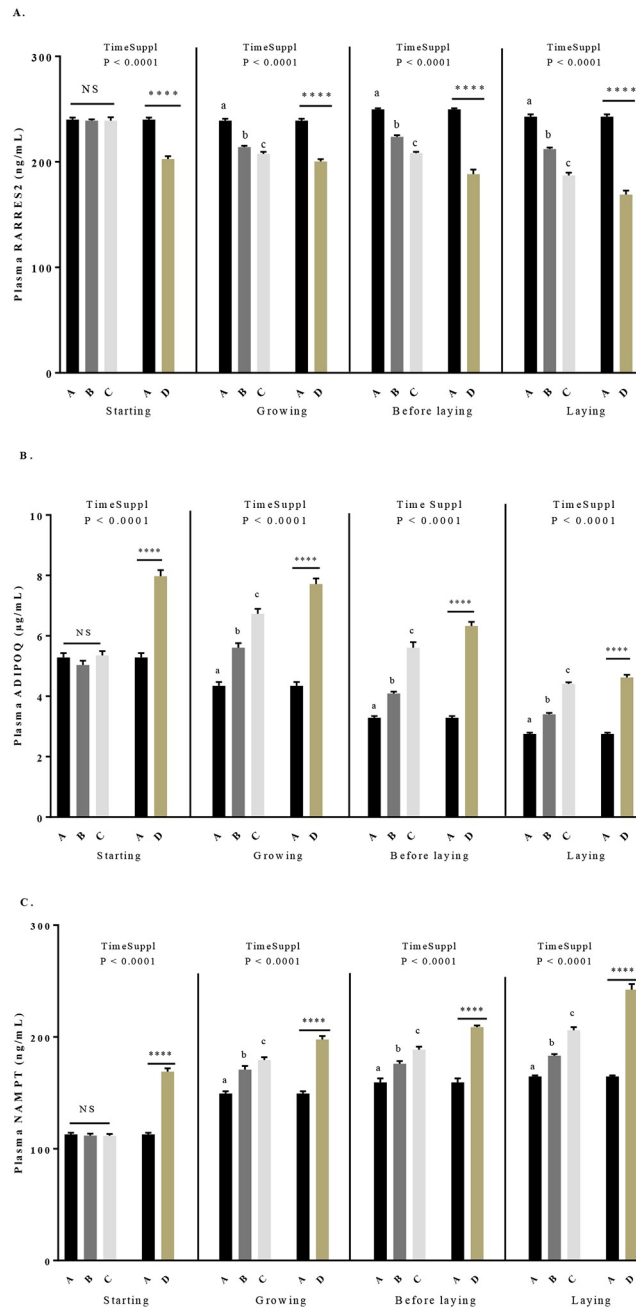 A.
TimeSuppl TimeSuppl TimeSuppl TimeSuppl
P < 0.0001 P < 0.0001 P < 0.0001 P < 0.0001
300
NS **** a b c **** a b c **** a b c ****
200
100
0
Plasma RARRES2 (ng/mL)
A B C A D A B C A D A B C A D A B C A D
Starting Growing Before laying Laying
B.
TimeSuppl TimeSuppl Time Suppl TimeSuppl
P < 0.0001 P < 0.0001 P < 0.0001 P < 0.0001
10
NS **** a b c **** a b c **** a b c ****
8
6
4
2
0
Plasma ADIPOQ (µg/mL)
A B C A D A B C A D A B C A D A B C A D
Starting Growing Before laying Laying
C.
300
TimeSuppl TimeSuppl TimeSuppl TimeSuppl
P < 0.0001 P < 0.0001 P < 0.0001 P < 0.0001
NS **** a b c **** a b c **** a b c ****
200
100
0
Plasma NAMPT (ng/mL)
A B C A D A B C A D A B C A D A B C A D
Starting Growing Before laying Laying